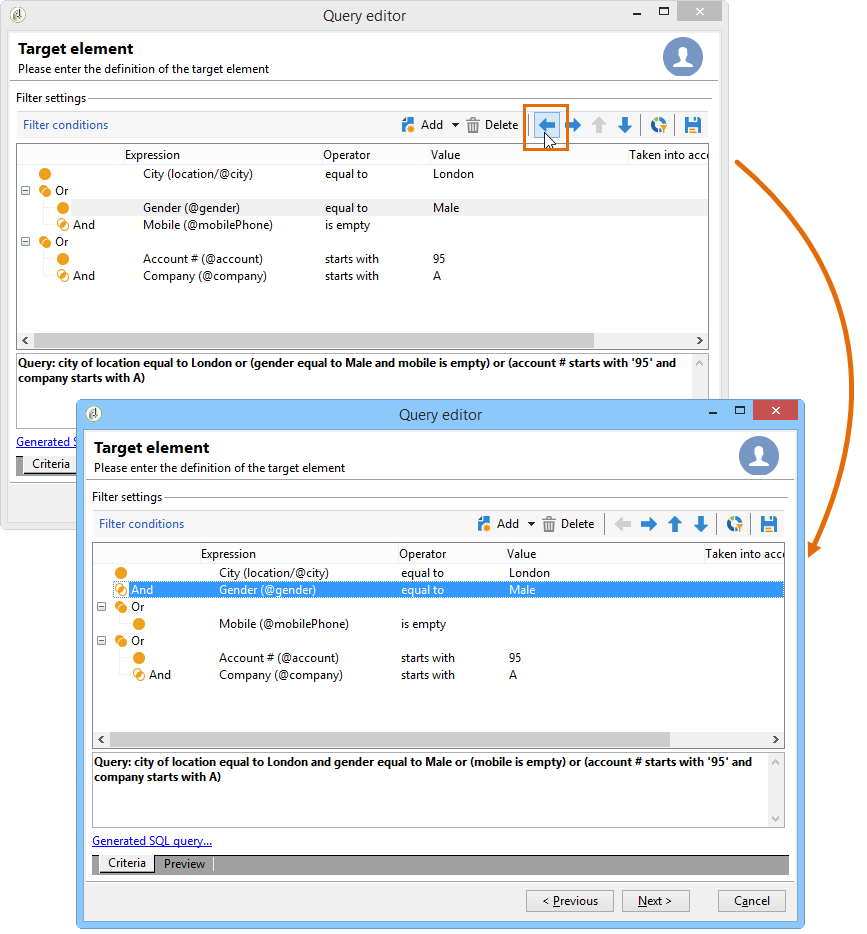 Query editor
Target element
Please enter the definition of the target element
Filter settings
Filter conditions Add Delete
Expression Operator Value Taken into acc
City (location/@city) equal to London
Or
Gender (@gender) equal to Male
And Mobile (@mobilePhone) is empty
Or
Account # (@account) starts with 95
And Company (@company) starts with A
Query: city of location equal to London or (gender equal to Male and mobile is empty) or (account # starts with '95' and
company starts with A)
Generated S
Criteria
Query editor
Target element
Please enter the definition of the target element
Filter settings
Filter conditions Add Delete
Expression Operator Value Taken into acc
City (location/@city) equal to London
And Gender (@gender) equal to Male
Or
Mobile (@mobilePhone) is empty
Or
Account # (@account) starts with 95
And Company (@company) starts with A
Query: city of location equal to London and gender equal to Male or (mobile is empty) or (account # starts with '95' and
company starts with A)
Generated SQL query...
Criteria Preview
< Previous Next > Cancel